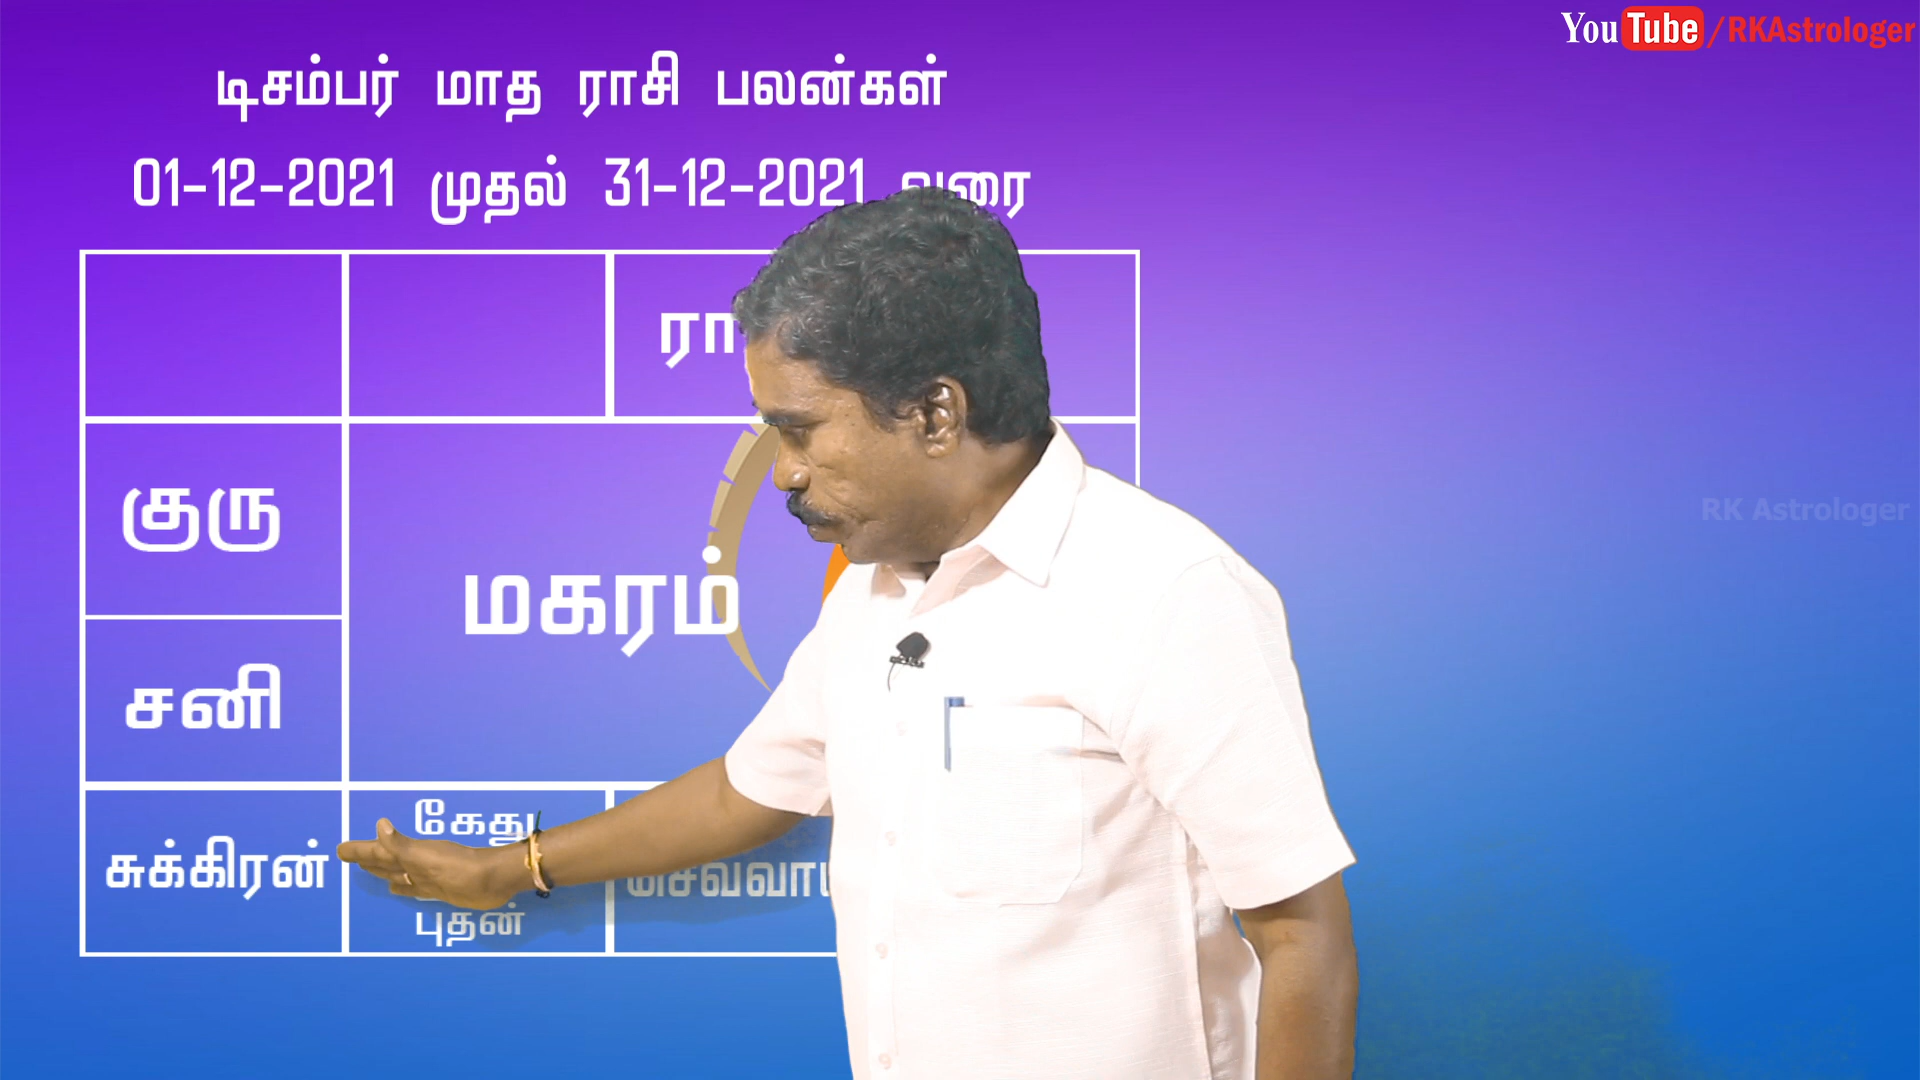 YouTube/RKAstrologer
டிசம்பர் மாத ராசி பலன்கள்
01-12-2021 முதல் 31-12-2021 வரை
குரு
மகரம்
RK Astrologer
சனி
சுக்கிரன்
கேது
புதன்